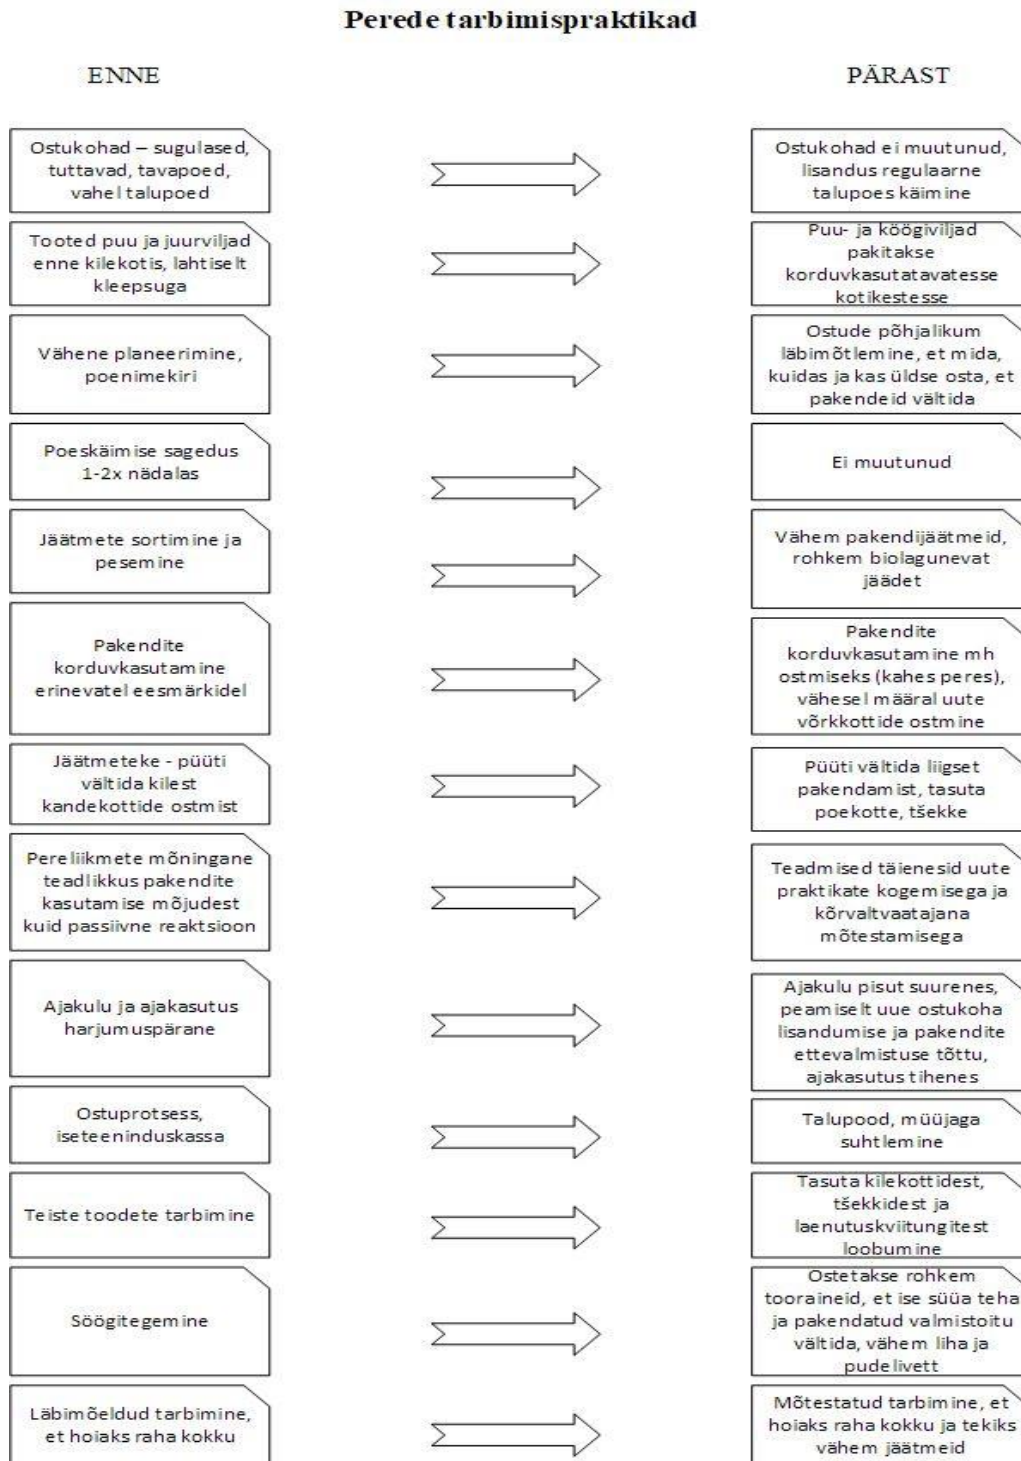 Perede tarbimispraktikad
ENNE
PÄRAST
Ostukohad – sugulased,
tuttavad, tavapoed,
vahel talupoed
Ostukohad ei muutunud,
lisandus regulaarne
talupoes käimine
Tooted puu ja juurviljad
enne kilekotis, lahtiselt
kleepsuga
Puu- ja köögiviljad
pakitakse
korduvkasutatavatesse
kotikestesse
Vähene planeerimine,
poenimekiri
Ostude põhjalikum
läbimõtlemine, et mida,
kuidas ja kas üldse osta, et
pakendeid vältida
Poeskäimise sagedus
1-2x nädalas
Ei muutunud
Jäätmete sortimine ja
pesemine
Vähem pakendijäätmeid,
rohkem biolagunevat
jäädet
Pakendite
korduvkasutamine
erinevatel eesmärkidel
Pakendite
korduvkasutamine mh
ostmiseks (kahes peres),
vähesel määral uute
võrkkottide ostmine
Jäätmeteke - püüti
vältida kilest
kandekottide ostmist
Püüti vältida liigset
pakendamist, tasuta
poekotte, tšekke
Pereliikmete mõningane
teadlikkus pakendite
kasutamise mõjudest
kuid passiivne reaktsioon
Teadmised täienesid uute
praktikate kogemisega ja
kõrvaltvaatajana
mõtestamisega
Ajakulu ja ajakasutus
harjumuspärane
Ajakulu pisut suurenes,
peamiselt uue ostukoha
lisandumise ja pakendite
ettevalmistuse tõttu,
ajakasutus tihenes
Ostuprotsess,
iseteeninduskassa
Talupood, müüjaga
suhtlemine
Teiste toodete tarbimine
Tasuta kilekottidest,
tšekkidest ja
laenutuskviitungitest
loobumine
Söögitegemine
Ostetakse rohkem
tooraineid, et ise süüa teha
ja pakendatud valmistoitu
vältida, vähem liha ja
pudelivett
Läbimõeldud tarbimine,
et hoiaks raha kokku
Mõtestatud tarbimine, et
hoiaks raha kokku ja tekiks
vähem jäätmeid